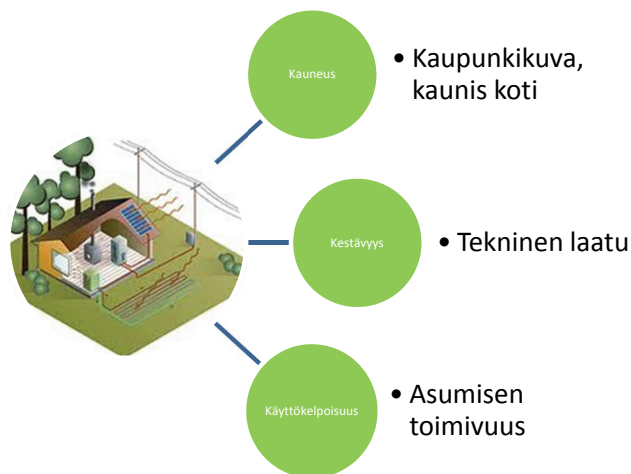 Kauneus
• Kaupunkikuva,
kaunis koti
Kestävyys
• Tekninen laatu
Käyttökelpoisuus
• Asumisen
toimivuus